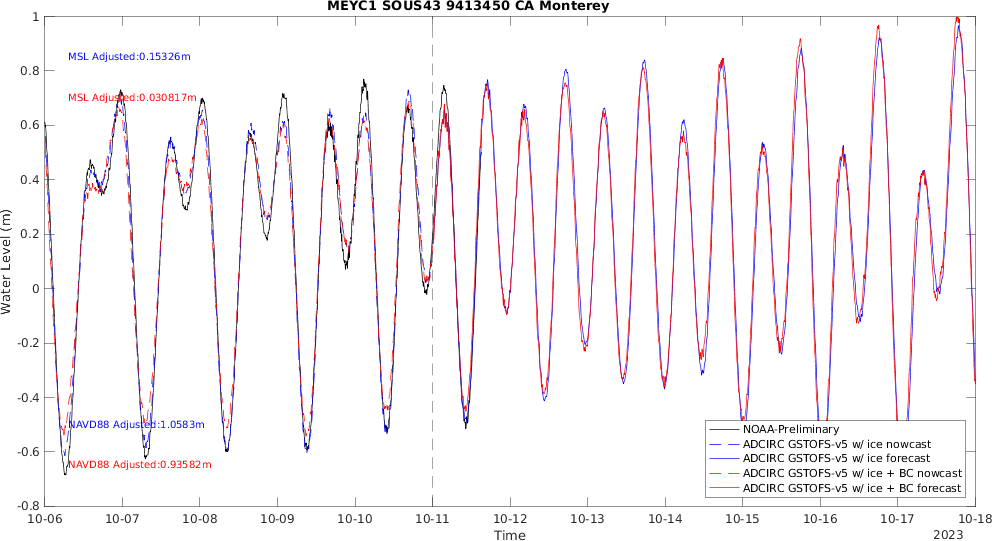 MEYC1 SOUS43 9413450 CA Monterey
1
0.8
0.6
0.4
0.2
0
-0.2
-0.4
-0.6
-0.8
Water Level (m)
MSL Adjusted:0.15326m
MSL Adjusted:0.030817m
NAVD88 Adjusted:1.0583m
NAVD88 Adjusted:0.93582m
NOAA-Preliminary
ADCIRC GSTOFS-v5 w/ ice nowcast
ADCIRC GSTOFS-v5 w/ ice forecast
ADCIRC GSTOFS-v5 w/ ice + BC nowcast
ADCIRC GSTOFS-v5 w/ ice + BC forecast
10-06 10-07 10-08 10-09 10-10 10-11 10-12 10-13 10-14 10-15 10-16 10-17 10-18
Time
2023